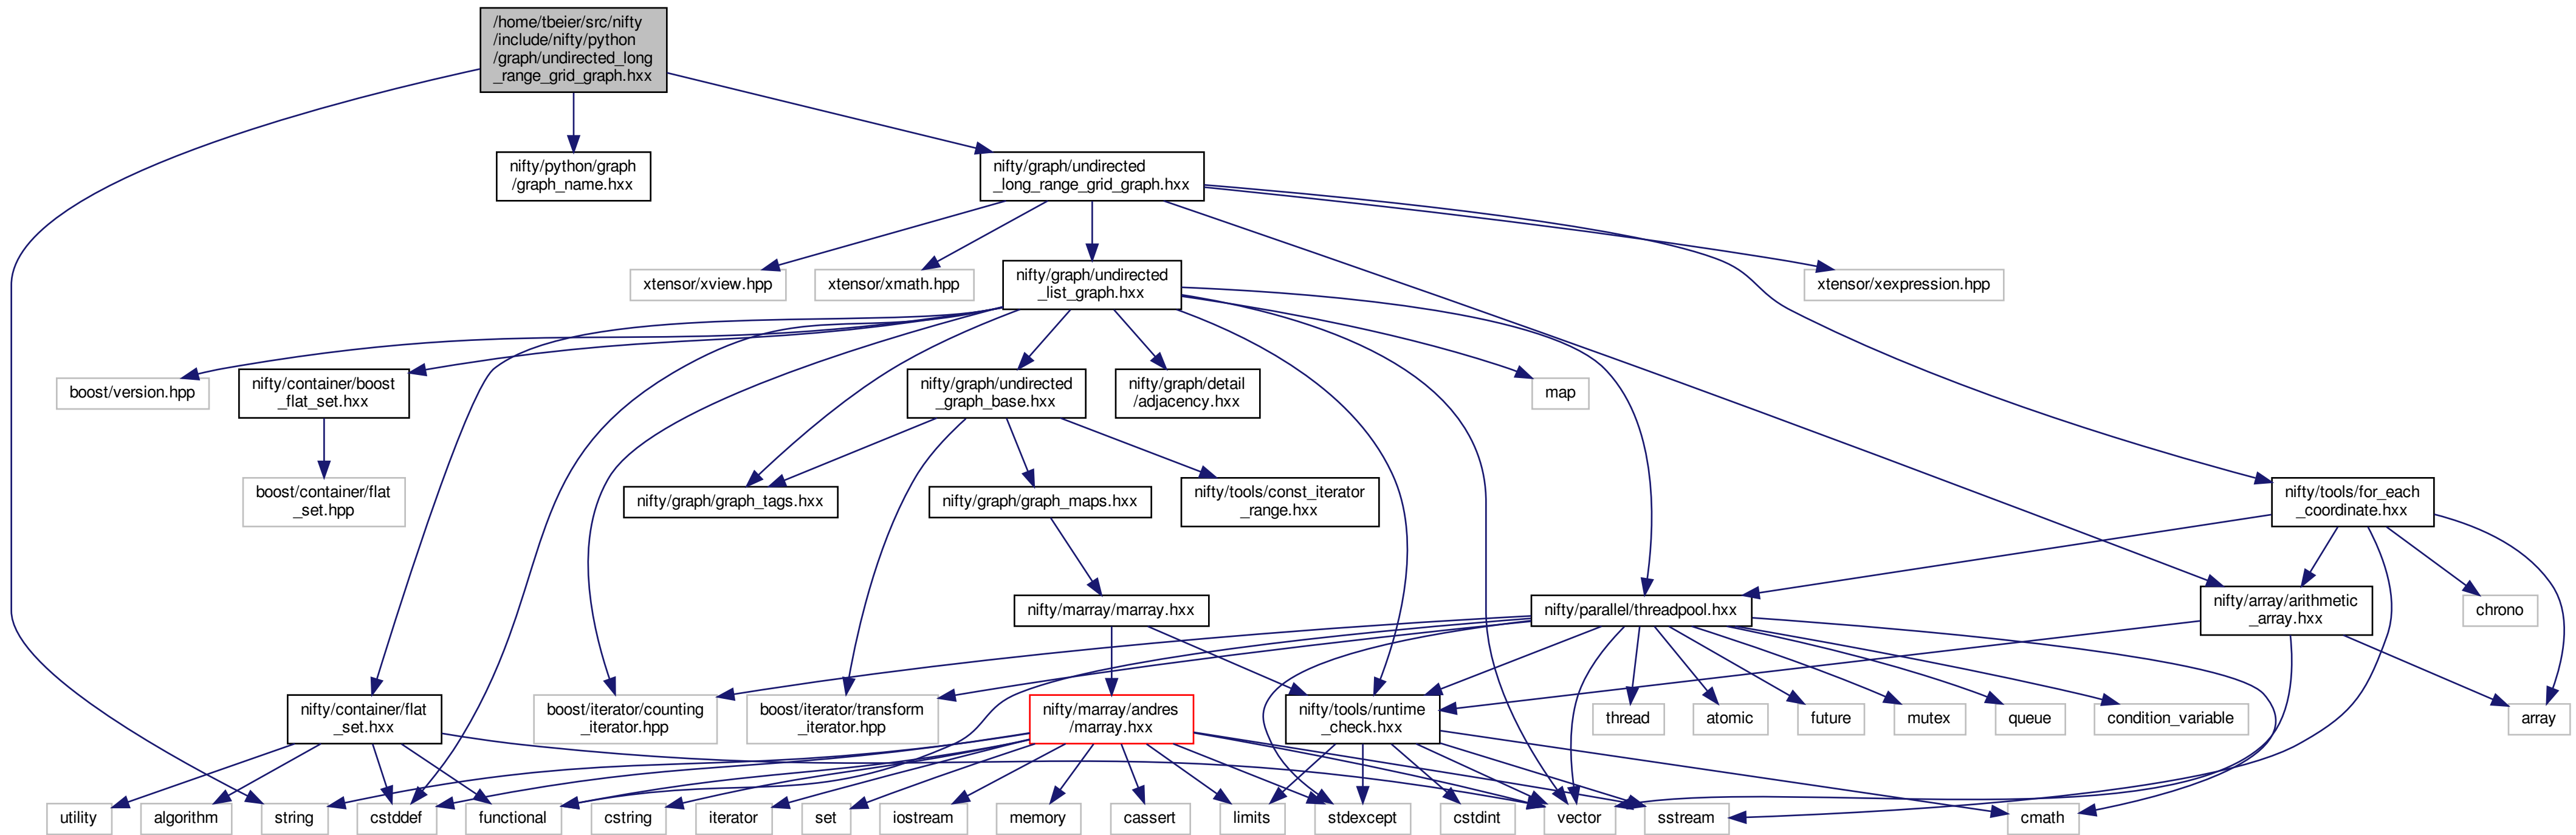 /home/tbeier/src/nifty
/include/nifty/python
/graph/undirected_long
_range_grid_graph.hxx
nifty/python/graph
/graph_name.hxx
nifty/graph/undirected
_long_range_grid_graph.hxx
xtensor/xview.hpp
xtensor/xmath.hpp
nifty/graph/undirected
_list_graph.hxx
xtensor/xexpression.hpp
boost/version.hpp
nifty/container/boost
_flat_set.hxx
nifty/graph/undirected
_graph_base.hxx
nifty/graph/detail
/adjacency.hxx
map
boost/container/flat
_set.hpp
nifty/graph/graph_tags.hxx
nifty/graph/graph_maps.hxx
nifty/tools/const_iterator
_range.hxx
nifty/tools/for_each
_coordinate.hxx
nifty/marray/marray.hxx
nifty/parallel/threadpool.hxx
nifty/array/arithmetic
_array.hxx
chrono
nifty/container/flat
_set.hxx
boost/iterator/counting
_iterator.hpp
boost/iterator/transform
_iterator.hpp
nifty/marray/andres
/marray.hxx
nifty/tools/runtime
_check.hxx
thread
atomic
future
mutex
queue
condition_variable
array
utility
algorithm
string
cstddef
functional
cstring
iterator
set
iostream
memory
cassert
limits
stdexcept
cstdint
vector
sstream
cmath